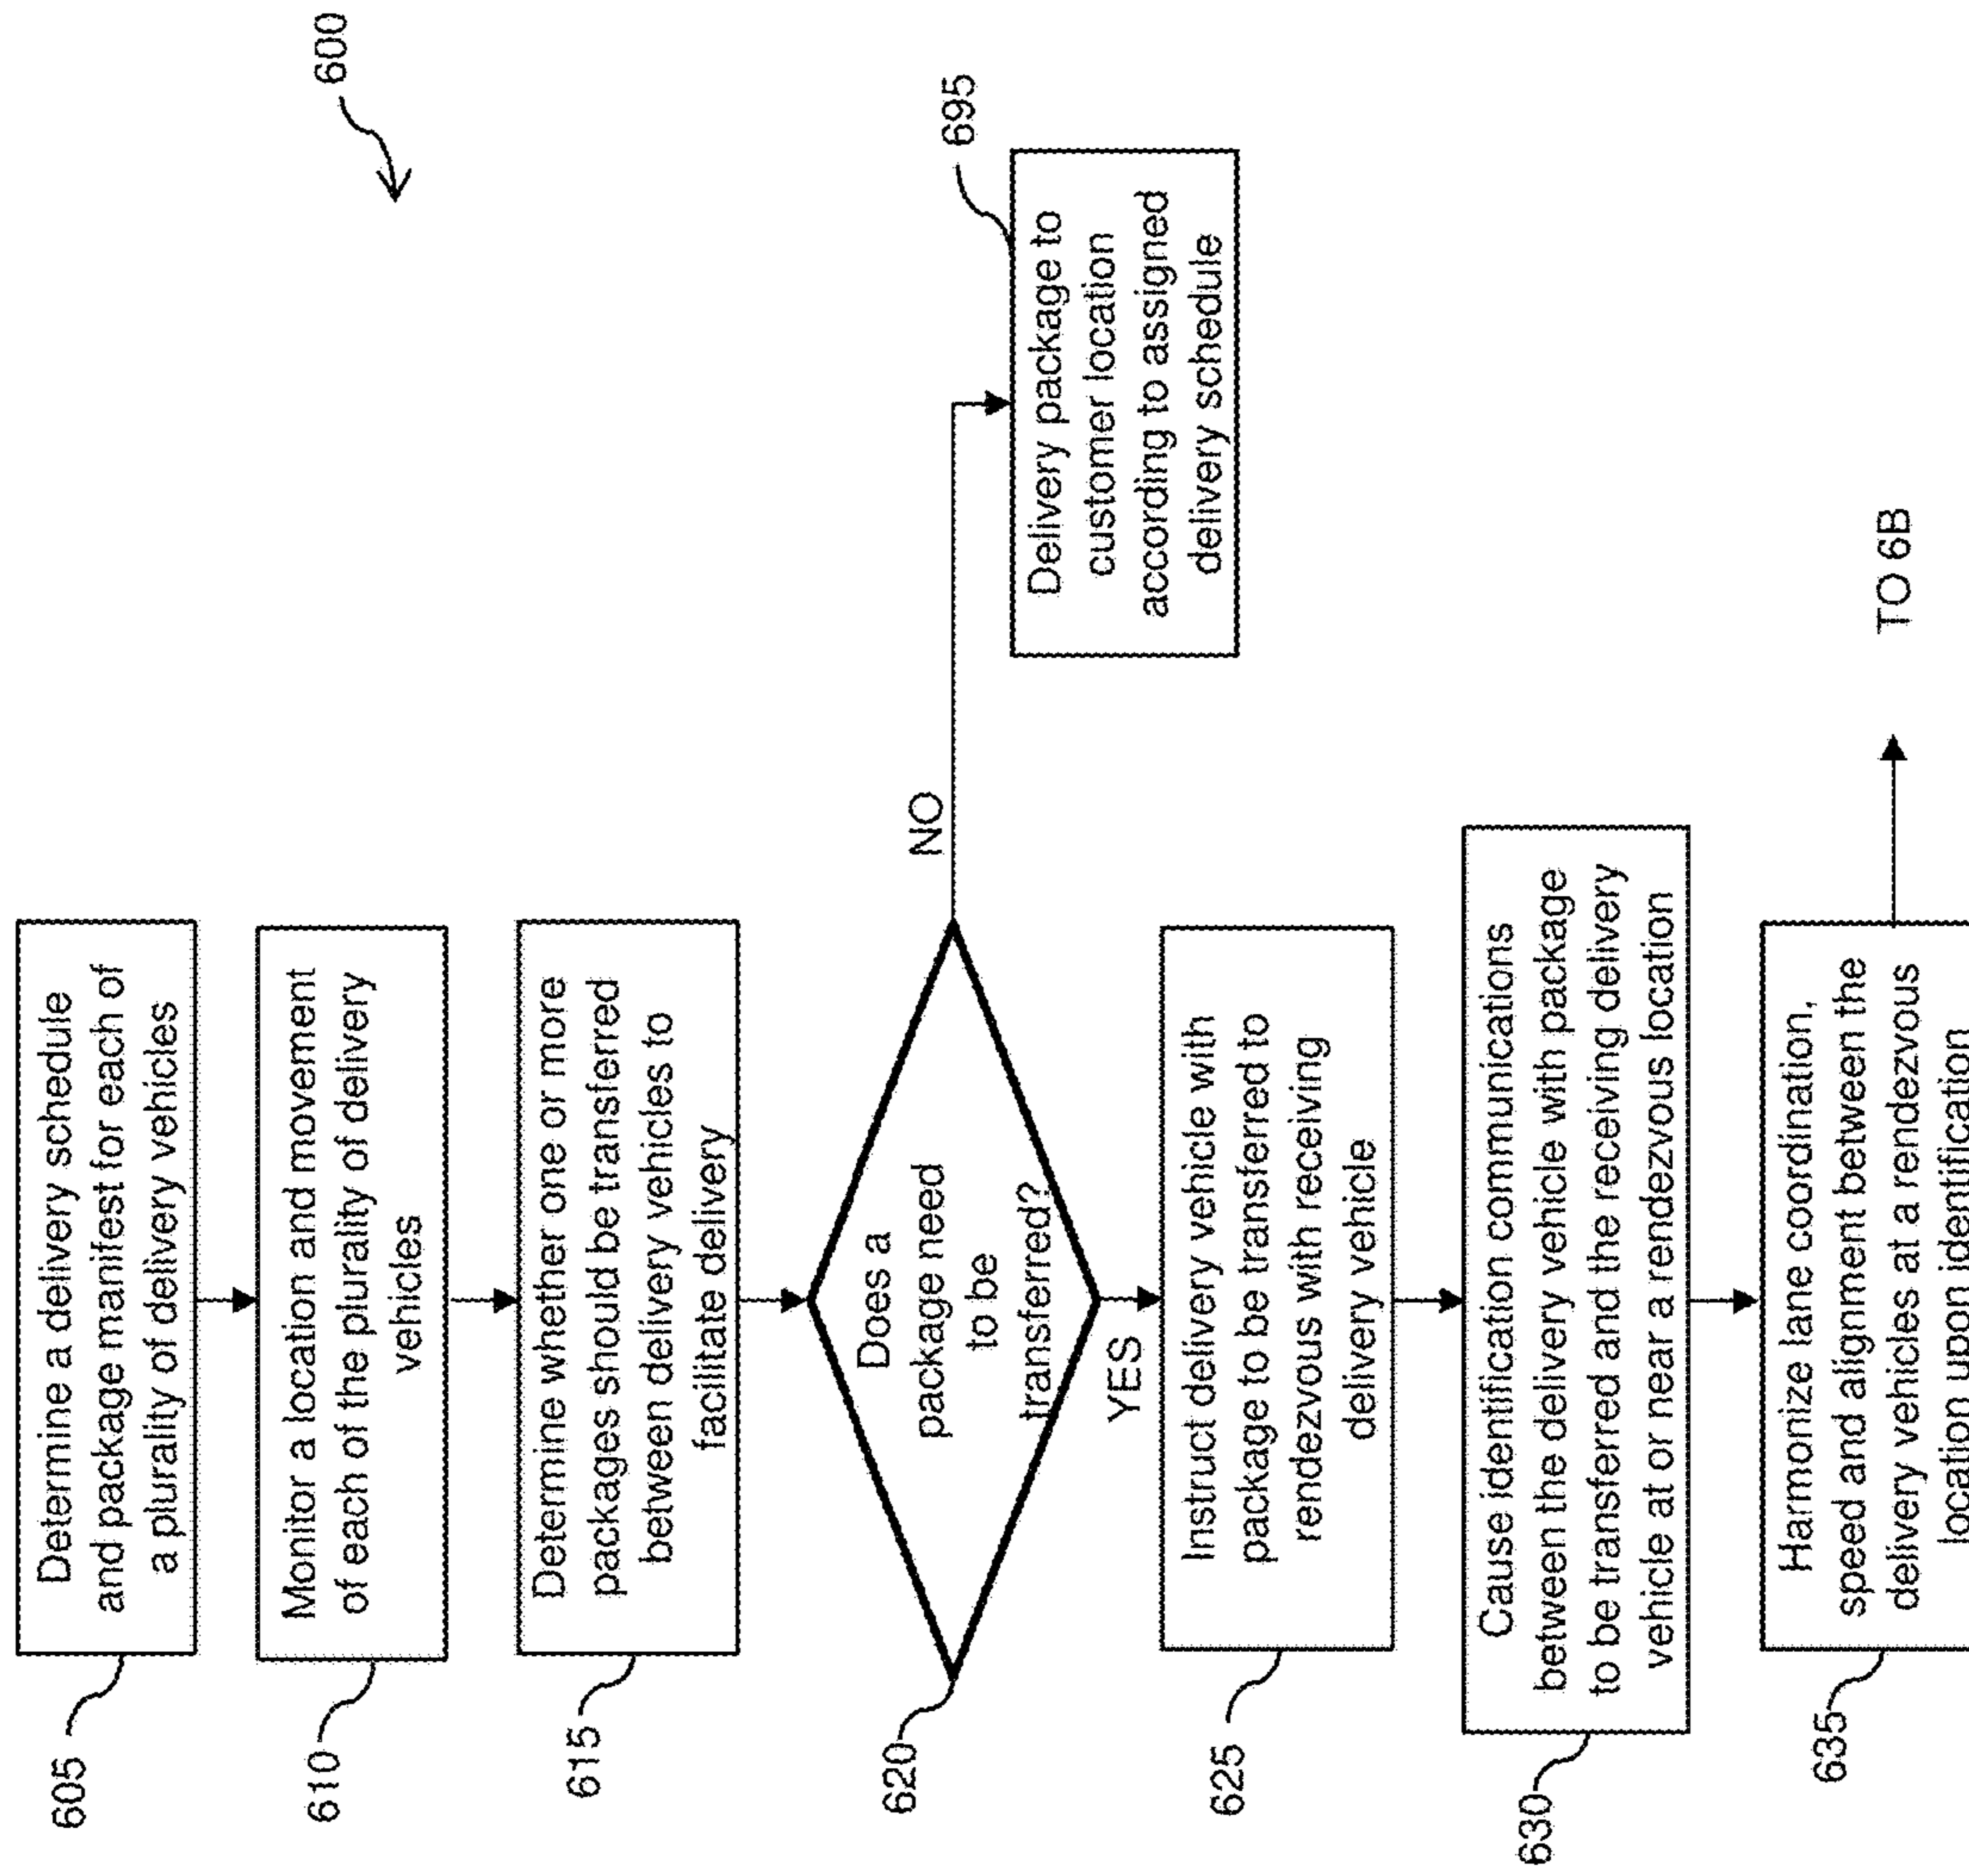 600
605
Determine a delivery schedule
and package manifest for each of
a plurality of delivery vehicles
610
Monitor a location and movement
of each of the plurality of delivery
vehicles
615
Determine whether one or more
packages should be transferred
between delivery vehicles to
facilitate delivery
620
Does a
package need
to be
transferred?
NO
695
Delivery package to
customer location
according to assigned
delivery schedule
YES
625
Instruct delivery vehicle with
package to be transferred to
rendezvous with receiving
delivery vehicle
630
Cause identification communications
between the delivery vehicle with package
to be transferred and the receiving delivery
vehicle at or near a rendezvous location
635
Harmonize lane coordination,
speed and alignment between the
delivery vehicles at a rendezvous
location upon identification
TO 6B